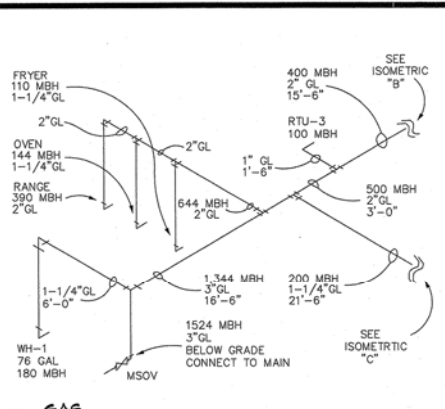 FRYER
110 MBH
1-1/4"GL
2"GL
OVEN
144 MBH
1-1/4"GL
RANGE
390 MBH
2"GL
2"GL
644 MBH
2"GL
1" GL
1'-6"
RTU-3
100 MBH
400 MBH
2" GL
15'-6"
SEE
ISOMETRIC
"B"
500 MBH
2"GL
3'-0"
1-1/4"GL
6'-0"
1,344 MBH
3"GL
16'-6"
200 MBH
1-1/4"GL
21'-6"
WH-1
76 GAL
180 MBH
1524 MBH
3"GL
BELOW GRADE
CONNECT TO MAIN
MSOV
SEE
ISOMETRTIC
"C"
GAS